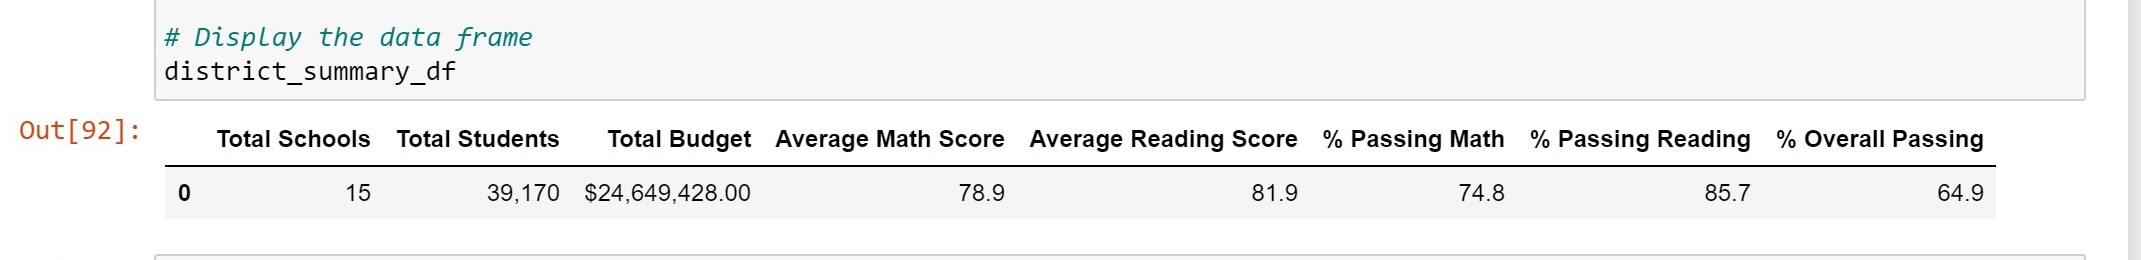 # Display the data frame
district_summary_df
Out[92]:
Total Schools Total Students Total Budget Average Math Score Average Reading Score % Passing Math % Passing Reading % Overall Passing
0 15 39,170 $24,649,428.00 78.9 81.9 74.8 85.7 64.9